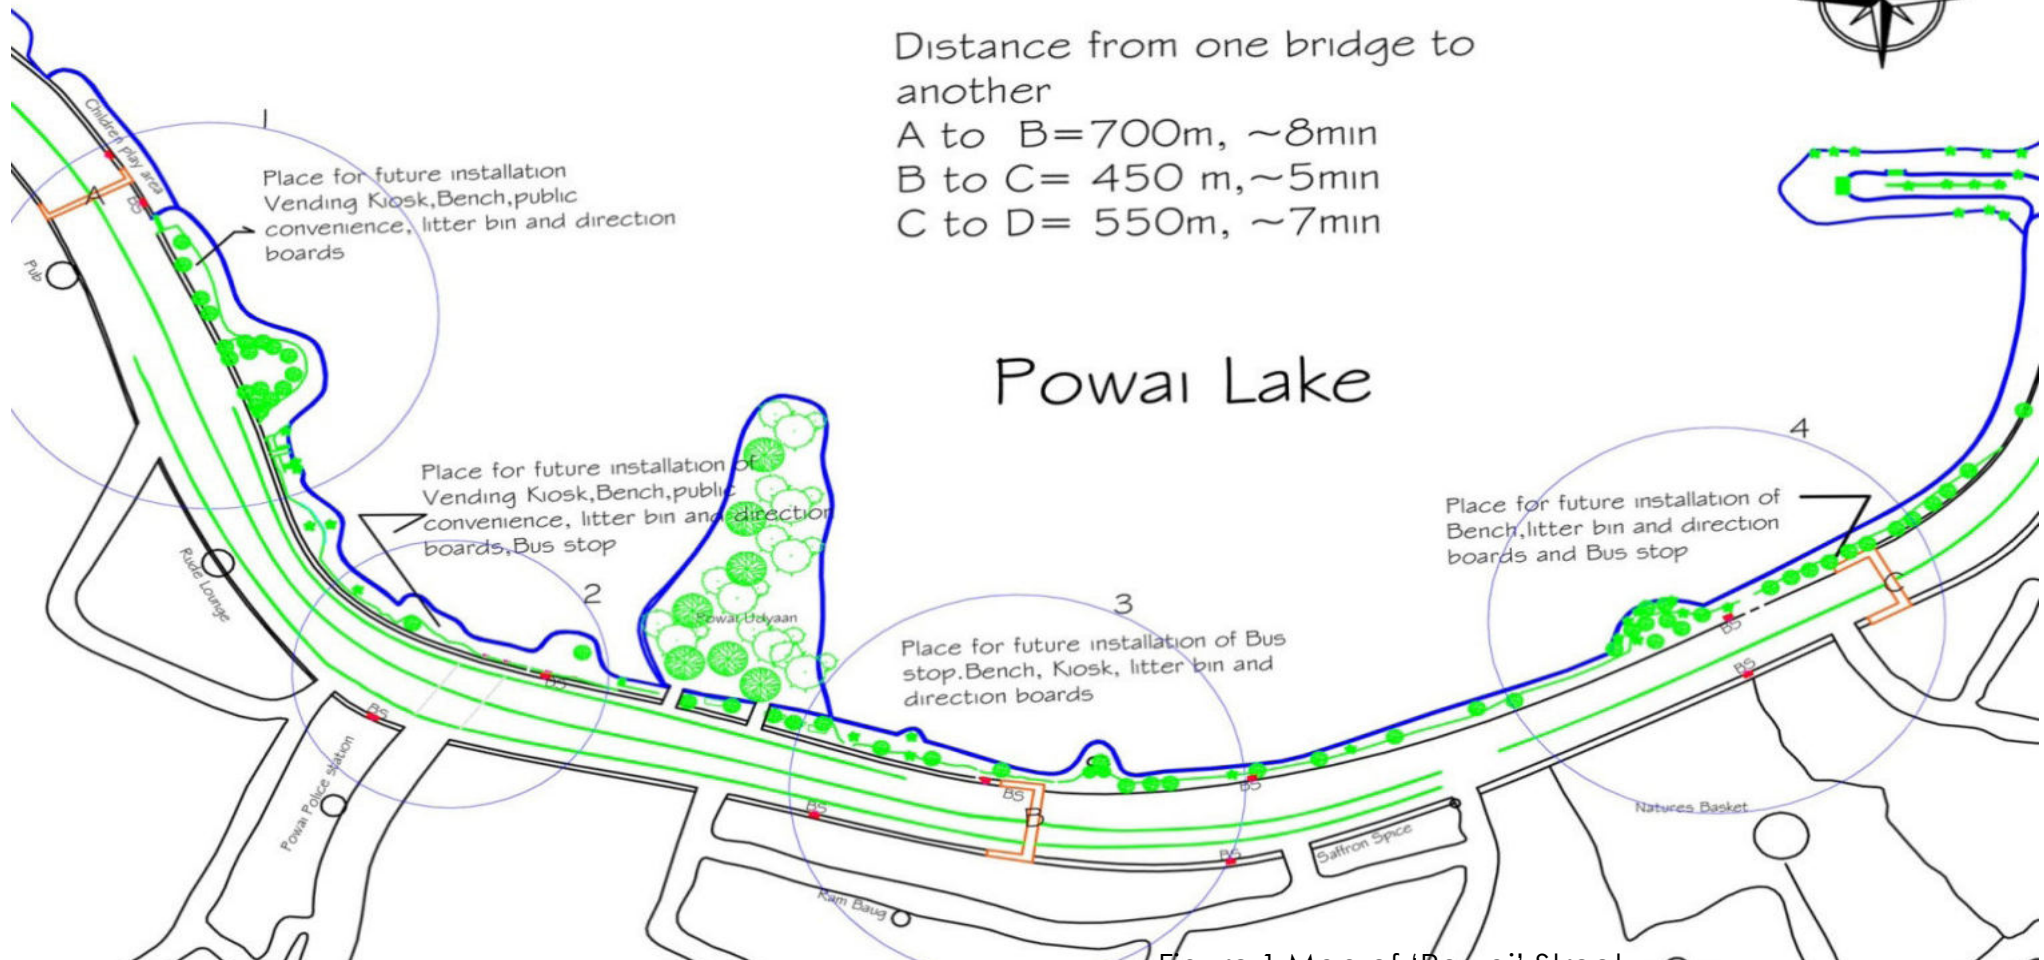 Distance from one bridge to
another
A to B=700m, ~8min
B to C= 450 m,~5min
C to D= 550m, ~7min
1
Children play area
Place for future installation
Vending Kiosk,Bench,public
convenience, litter bin and direction
boards
A
BS
Pub
Powai Lake
4
Place for future installation of
Vending Kiosk,Bench,public
convenience, litter bin and direction
boards,Bus stop
Place for future installation of
Bench,litter bin and direction
boards and Bus stop
Rude Lounge
2
3
C
Powai Udyaan
BS
Place for future installation of Bus
stop.Bench, Kiosk, litter bin and
direction boards
BS
BS
BS
Powai Police station
BS
BS
BS
B
Natures Basket
Saffron Spice
BS
Ram Baug